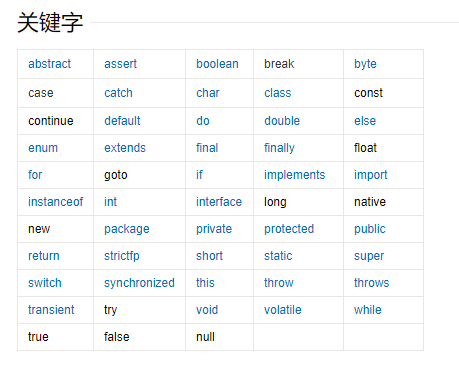 关键字
abstract assert boolean break byte
case catch char class const
continue default do double else
enum extends final finally float
for goto if implements import
instanceof int interface long native
new package private protected public
return strictfp short static super
switch synchronized this throw throws
transient try void volatile while
true false null